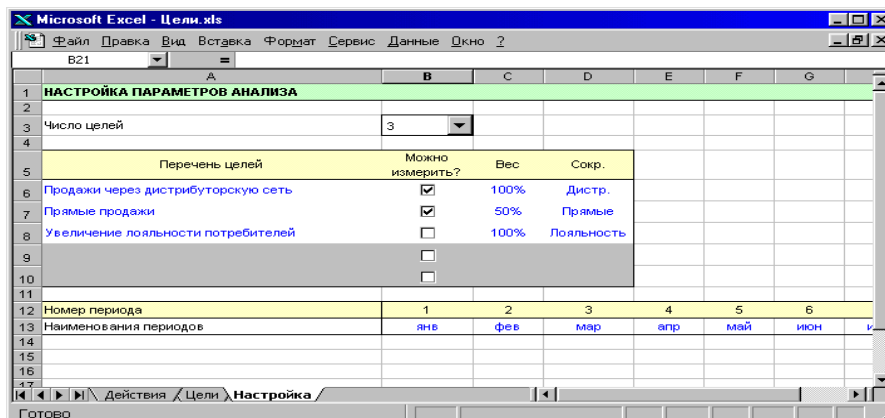 Microsoft Excel - Цели.xls
Файл Правка Вид Вставка Формат Сервис Данные Окно ?
B21 =
A B C D E F G
1 НАСТРОЙКА ПАРАМЕТРОВ АНАЛИЗА
2
3 Число целей 3
4
5 Перечень целей Можно измерить? Вес Сокр.
6 Продажи через дистрибуторскую сеть 100% Дистр.
7 Прямые продажи 50% Прямые
8 Увеличение лояльности потребителей 100% Лояльность
9
10
11
12 Номер периода 1 2 3 4 5 6
13 Наименования периодов янв фев мар апр май июн
14
15
16
17
Действия Цели Настройка
Готово